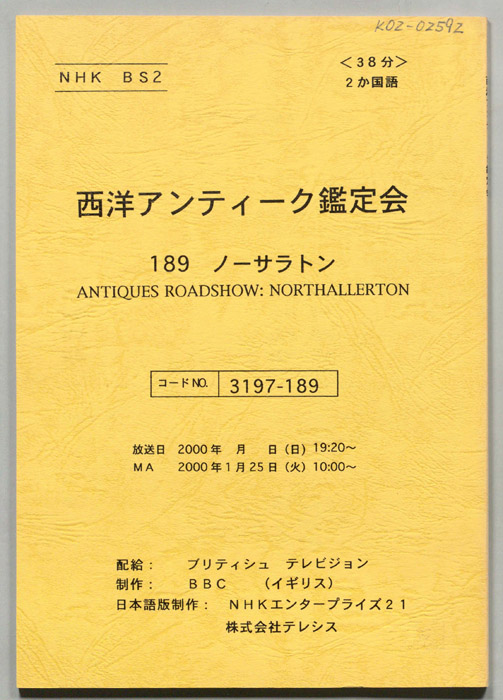 K02-02592
NHK BS2
＜38分＞
2か国語
西洋アンティーク鑑定会
189 ノーサラトン
ANTIQUES ROADSHOW: NORTHALLERTON
コードNO. 3197-189
放送日 2000年 月 日（日）19:20～
MA 2000年1月25日（火）10:00～
配給： ブリティシュ テレビジョン
制作： BBC （イギリス）
日本語版制作： NHKエンタープライズ21
株式会社テレシス